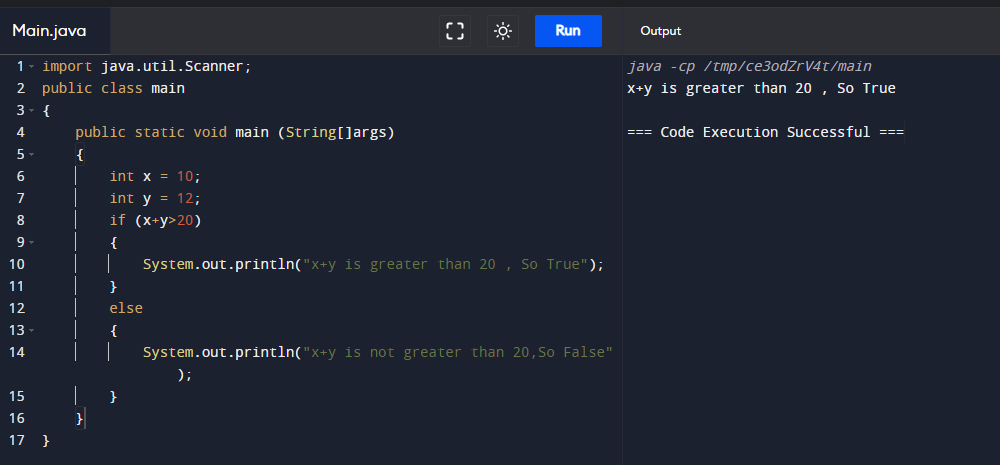 Main.java
Run
Output
1 import java.util.Scanner;
2 public class main
3 {
4 public static void main (String[]args)
5 {
6 int x = 10;
7 int y = 12;
8 if (x+y>20)
9 {
10 System.out.println("x+y is greater than 20 , So True");
11 }
12 else
13 {
14 System.out.println("x+y is not greater than 20,So False"
);
15 }
16 }
17 }
java -cp /tmp/ce3odZrV4t/main
x+y is greater than 20 , So True
=== Code Execution Successful ===